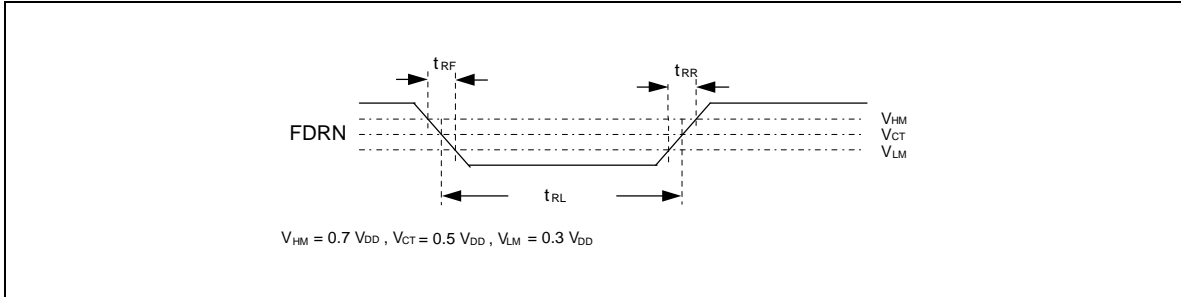 tRF
tRR
FDRN
VHM
VCT
VLM
tRL
VHM = 0.7 VDD , VCT = 0.5 VDD , VLM = 0.3 VDD